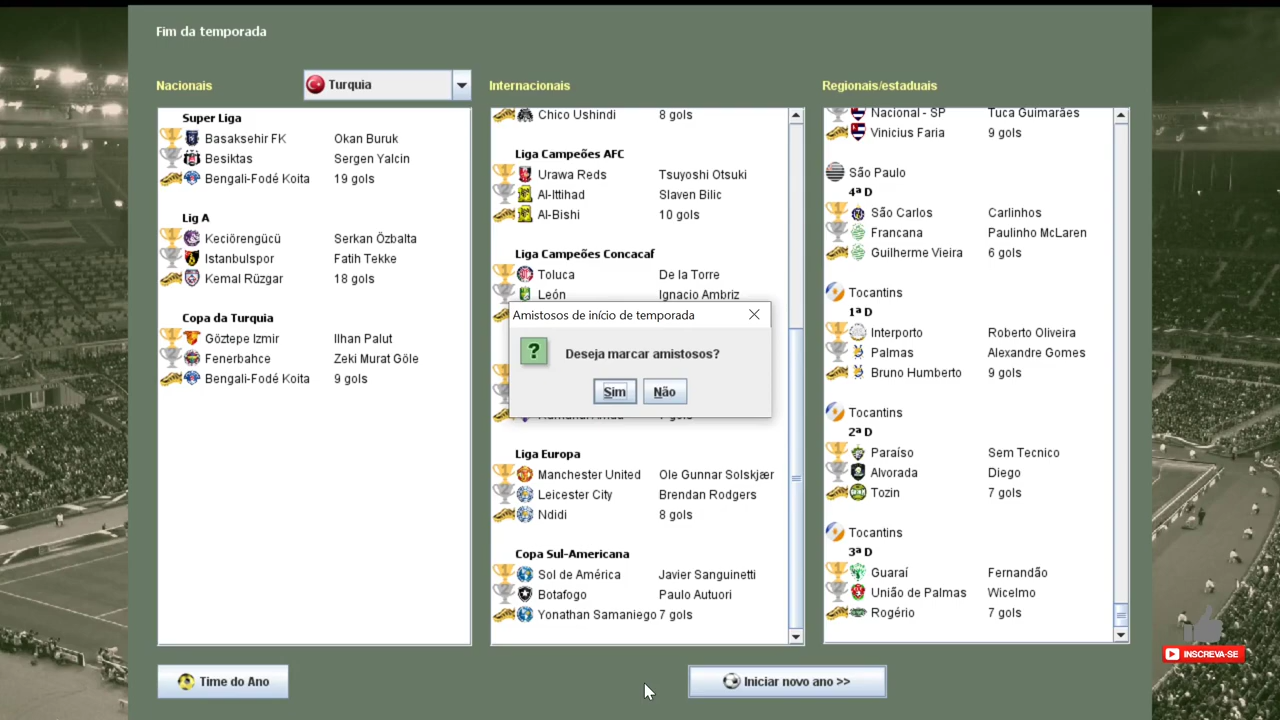 Fim da temporada
Nacionais
Turquia
Super Liga
Basaksehir FK Okan Buruk
Besiktas Sergen Yalcin
Bengali-Fodé Koita 19 gols
Lig A
Keciörengücü Serkan Özbalta
Istanbulspor Fatih Tekke
Kemal Rüzgar 18 gols
Copa da Turquia
Göztepe Izmir Ilhan Palut
Fenerbahce Zeki Murat Göle
Bengali-Fodé Koita 9 gols
Internacionais
Chico Ushindi 8 gols
Liga Campeões AFC
Urawa Reds Tsuyoshi Otsuki
Al-Ittihad Slaven Bilic
Al-Bishi 10 gols
Liga Campeões Concacaf
Toluca De la Torre
León Ignacio Ambriz
Amistosos de início de temporada
Deseja marcar amistosos?
Sim Não
Liga Europa
Manchester United Ole Gunnar Solskjær
Leicester City Brendan Rodgers
Ndidi 8 gols
Copa Sul-Americana
Sol de América Javier Sanguinetti
Botafogo Paulo Autuori
Yonathan Samaniego 7 gols
Regionais/estaduais
Nacional - SP Tuca Guimarães
Vinicius Faria 9 gols
São Paulo
4ª D
São Carlos Carlinhos
Francana Paulinho McLaren
Guilherme Vieira 6 gols
Tocantins
1ª D
Interporto Roberto Oliveira
Palmas Alexandre Gomes
Bruno Humberto 9 gols
Tocantins
2ª D
Paraíso Sem Tecnico
Alvorada Diego
Tozin 7 gols
Tocantins
3ª D
Guaraí Fernandão
União de Palmas Wicelmo
Rogério 7 gols
Time do Ano
Iniciar novo ano >>
INSCREVA-SE